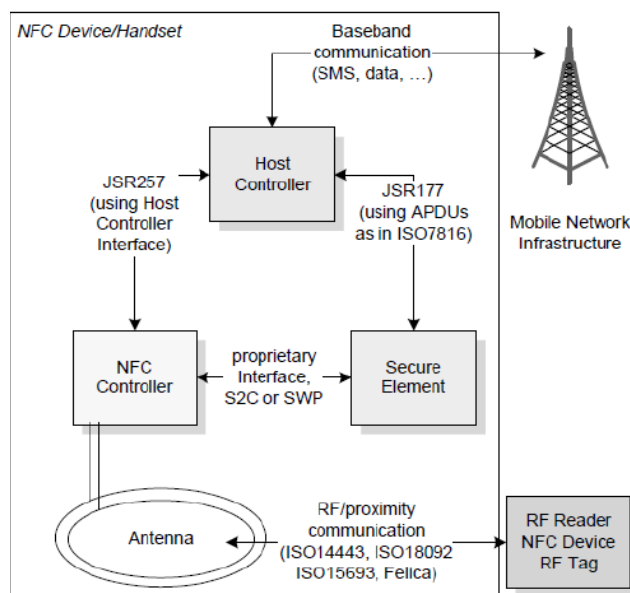 NFC Device/Handset
Baseband
communication
(SMS, data, ...)
Host
Controller
JSR257
(using Host
Controller
Interface)
JSR177
(using APDUs
as in ISO7816)
Mobile Network
Infrastructure
NFC
Controller
proprietary
Interface,
S2C or SWP
Secure
Element
Antenna
RF/proximity
communication
(ISO14443, ISO18092
ISO15693, Felica)
RF Reader
NFC Device
RF Tag